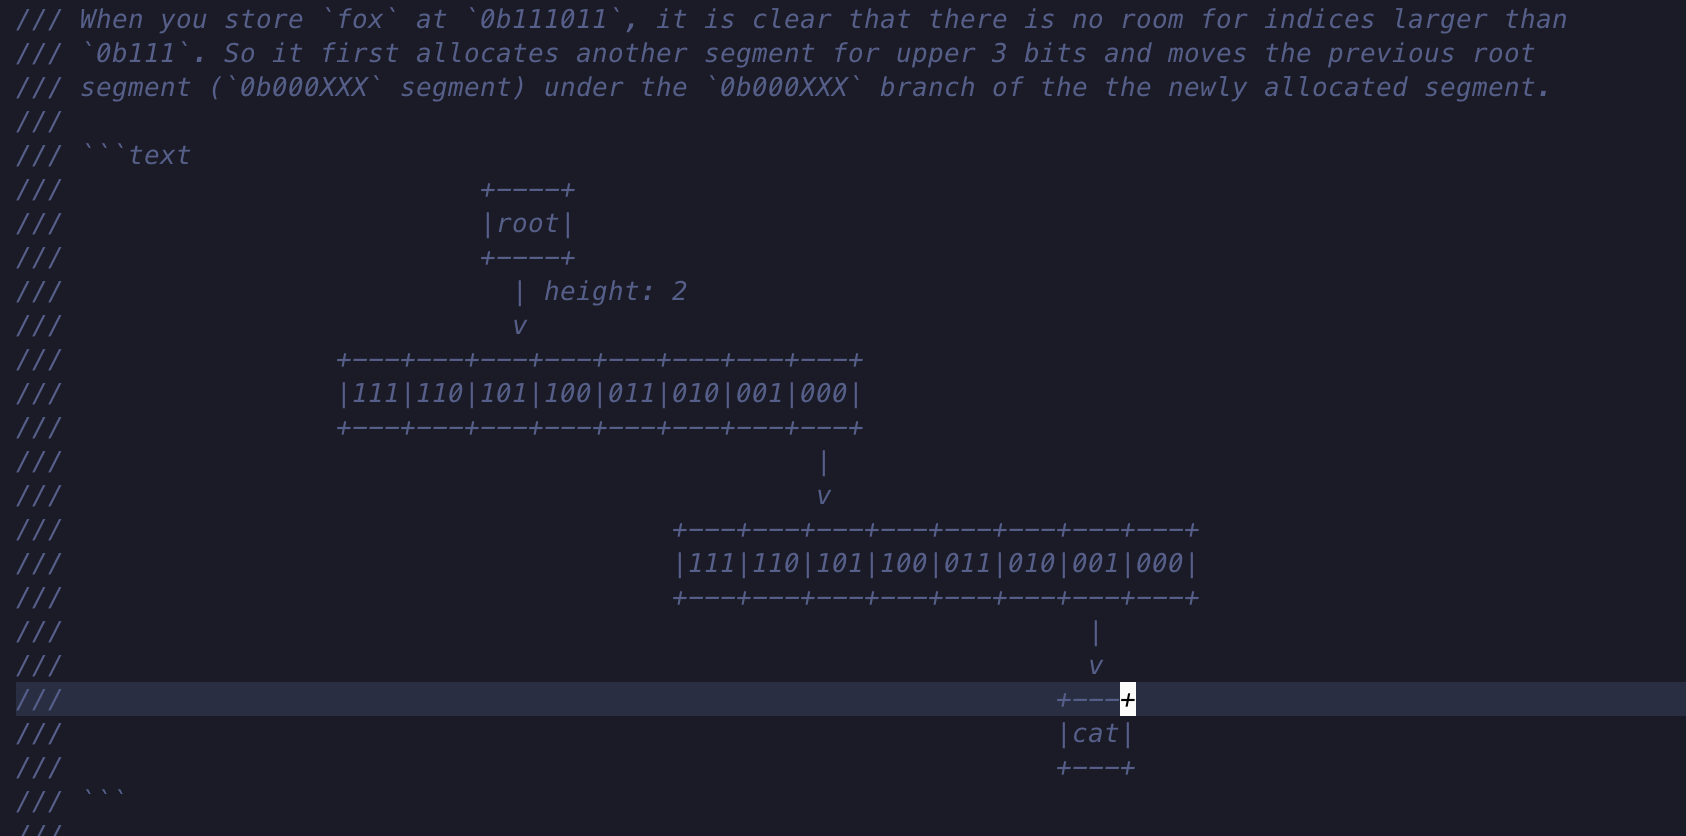 /// When you store `fox` at `0b111011`, it is clear that there is no room for indices larger than
/// `0b111`. So it first allocates another segment for upper 3 bits and moves the previous root
/// segment (`0b000XXX` segment) under the `0b000XXX` branch of the the newly allocated segment.
///
/// ```text
///                          +----+
///                          |root|
///                          +----+
///                            | height: 2
///                            v
///                 +---+---+---+---+---+---+---+---+
///                 |111|110|101|100|011|010|001|000|
///                 +---+---+---+---+---+---+---+---+
///                                               |
///                                               v
///                                      +---+---+---+---+---+---+---+---+
///                                      |111|110|101|100|011|010|001|000|
///                                      +---+---+---+---+---+---+---+---+
///                                                                |
///                                                                v
///                                                              +---+
///                                                              |cat|
///                                                              +---+
/// ```
///